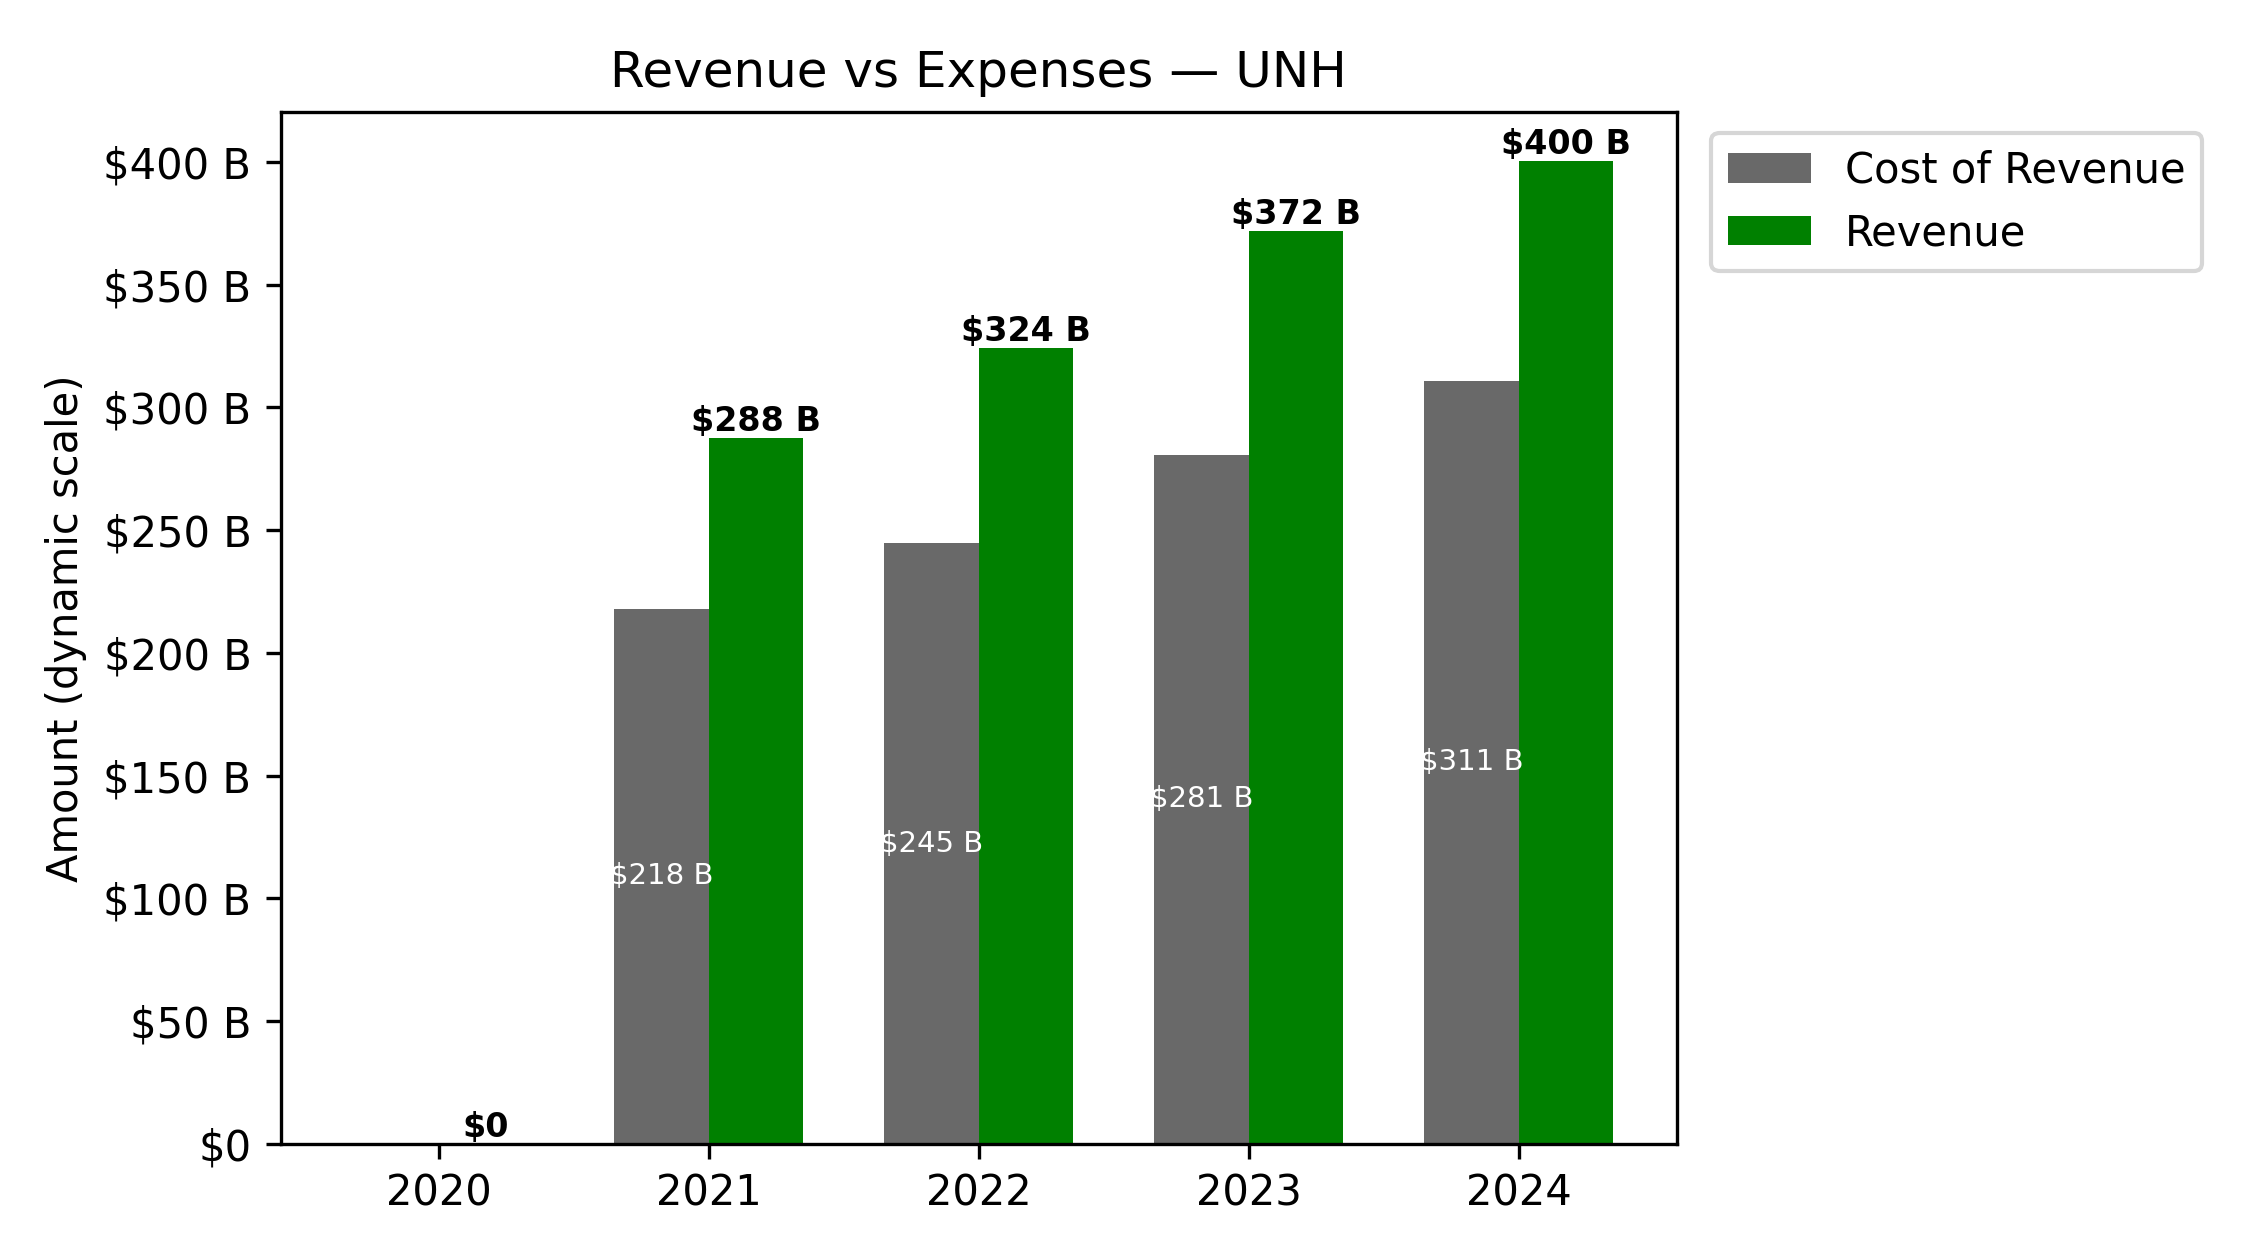 Revenue vs Expenses — UNH
Amount (dynamic scale)
$400 B
$350 B
$300 B
$250 B
$200 B
$150 B
$100 B
$50 B
$0
$0
$218 B
$288 B
$245 B
$324 B
$281 B
$372 B
$311 B
$400 B
2020
2021
2022
2023
2024
Cost of Revenue
Revenue